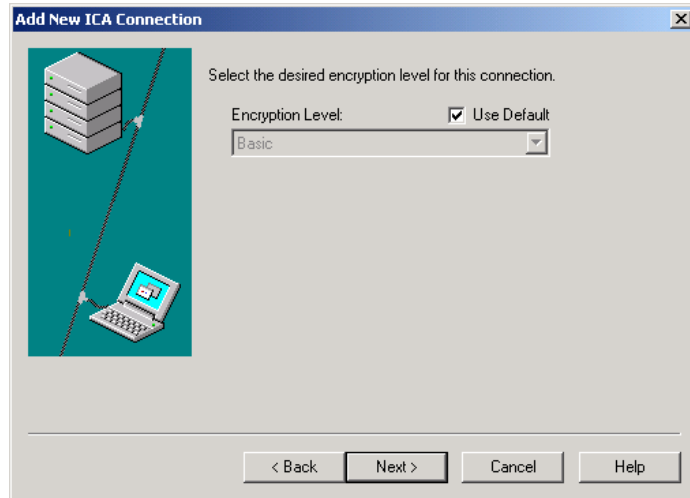 Add New ICA Connection
Select the desired encryption level for this connection.
Encryption Level: Use Default
Basic
< Back Next > Cancel Help